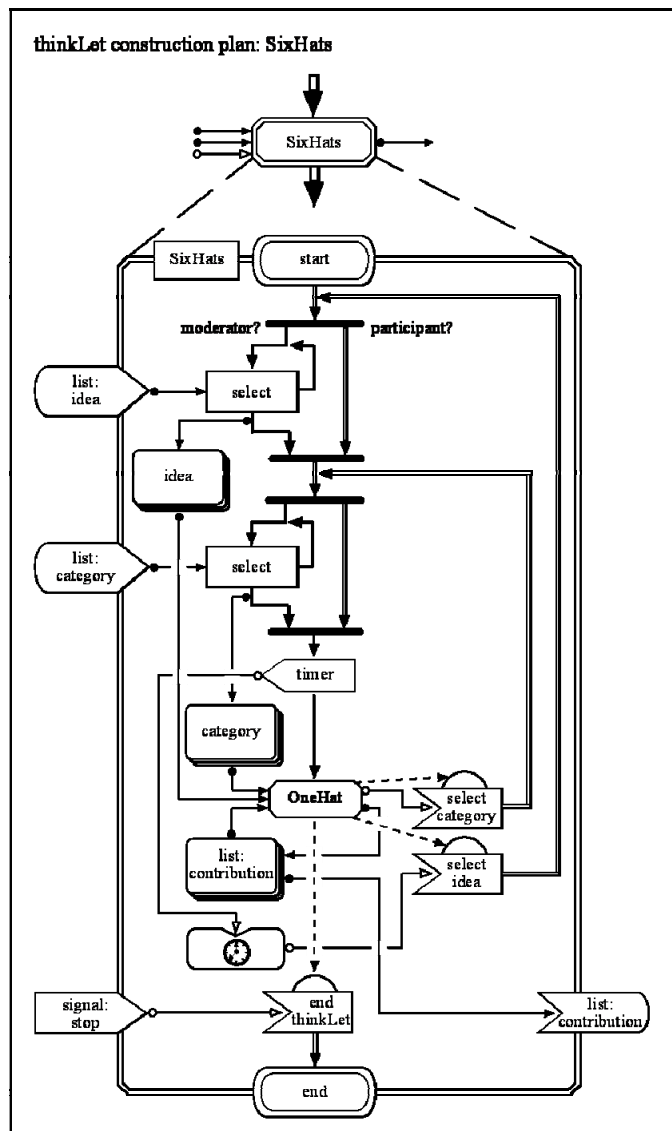 thinkLet construction plan: SixHats
SixHats
SixHats
start
moderator?
participant?
list:
idea
select
idea
list:
category
select
timer
category
OneHat
select
category
list:
contribution
select
idea
signal:
stop
end
thinkLet
list:
contribution
end